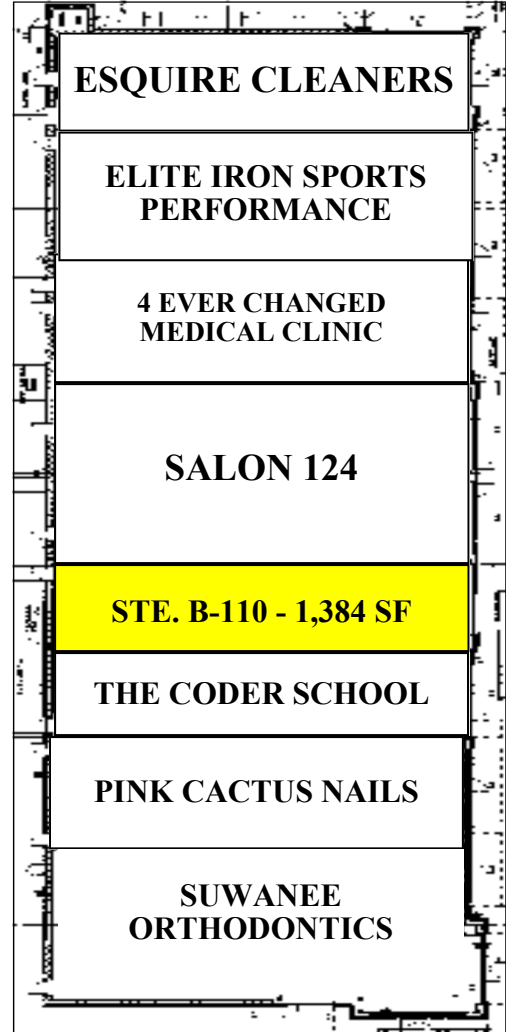 ESQUIRE CLEANERS
ELITE IRON SPORTS
PERFORMANCE
4 EVER CHANGED
MEDICAL CLINIC
SALON 124
STE. B-110 - 1,384 SF
THE CODER SCHOOL
PINK CACTUS NAILS
SUWANEE
ORTHODONTICS